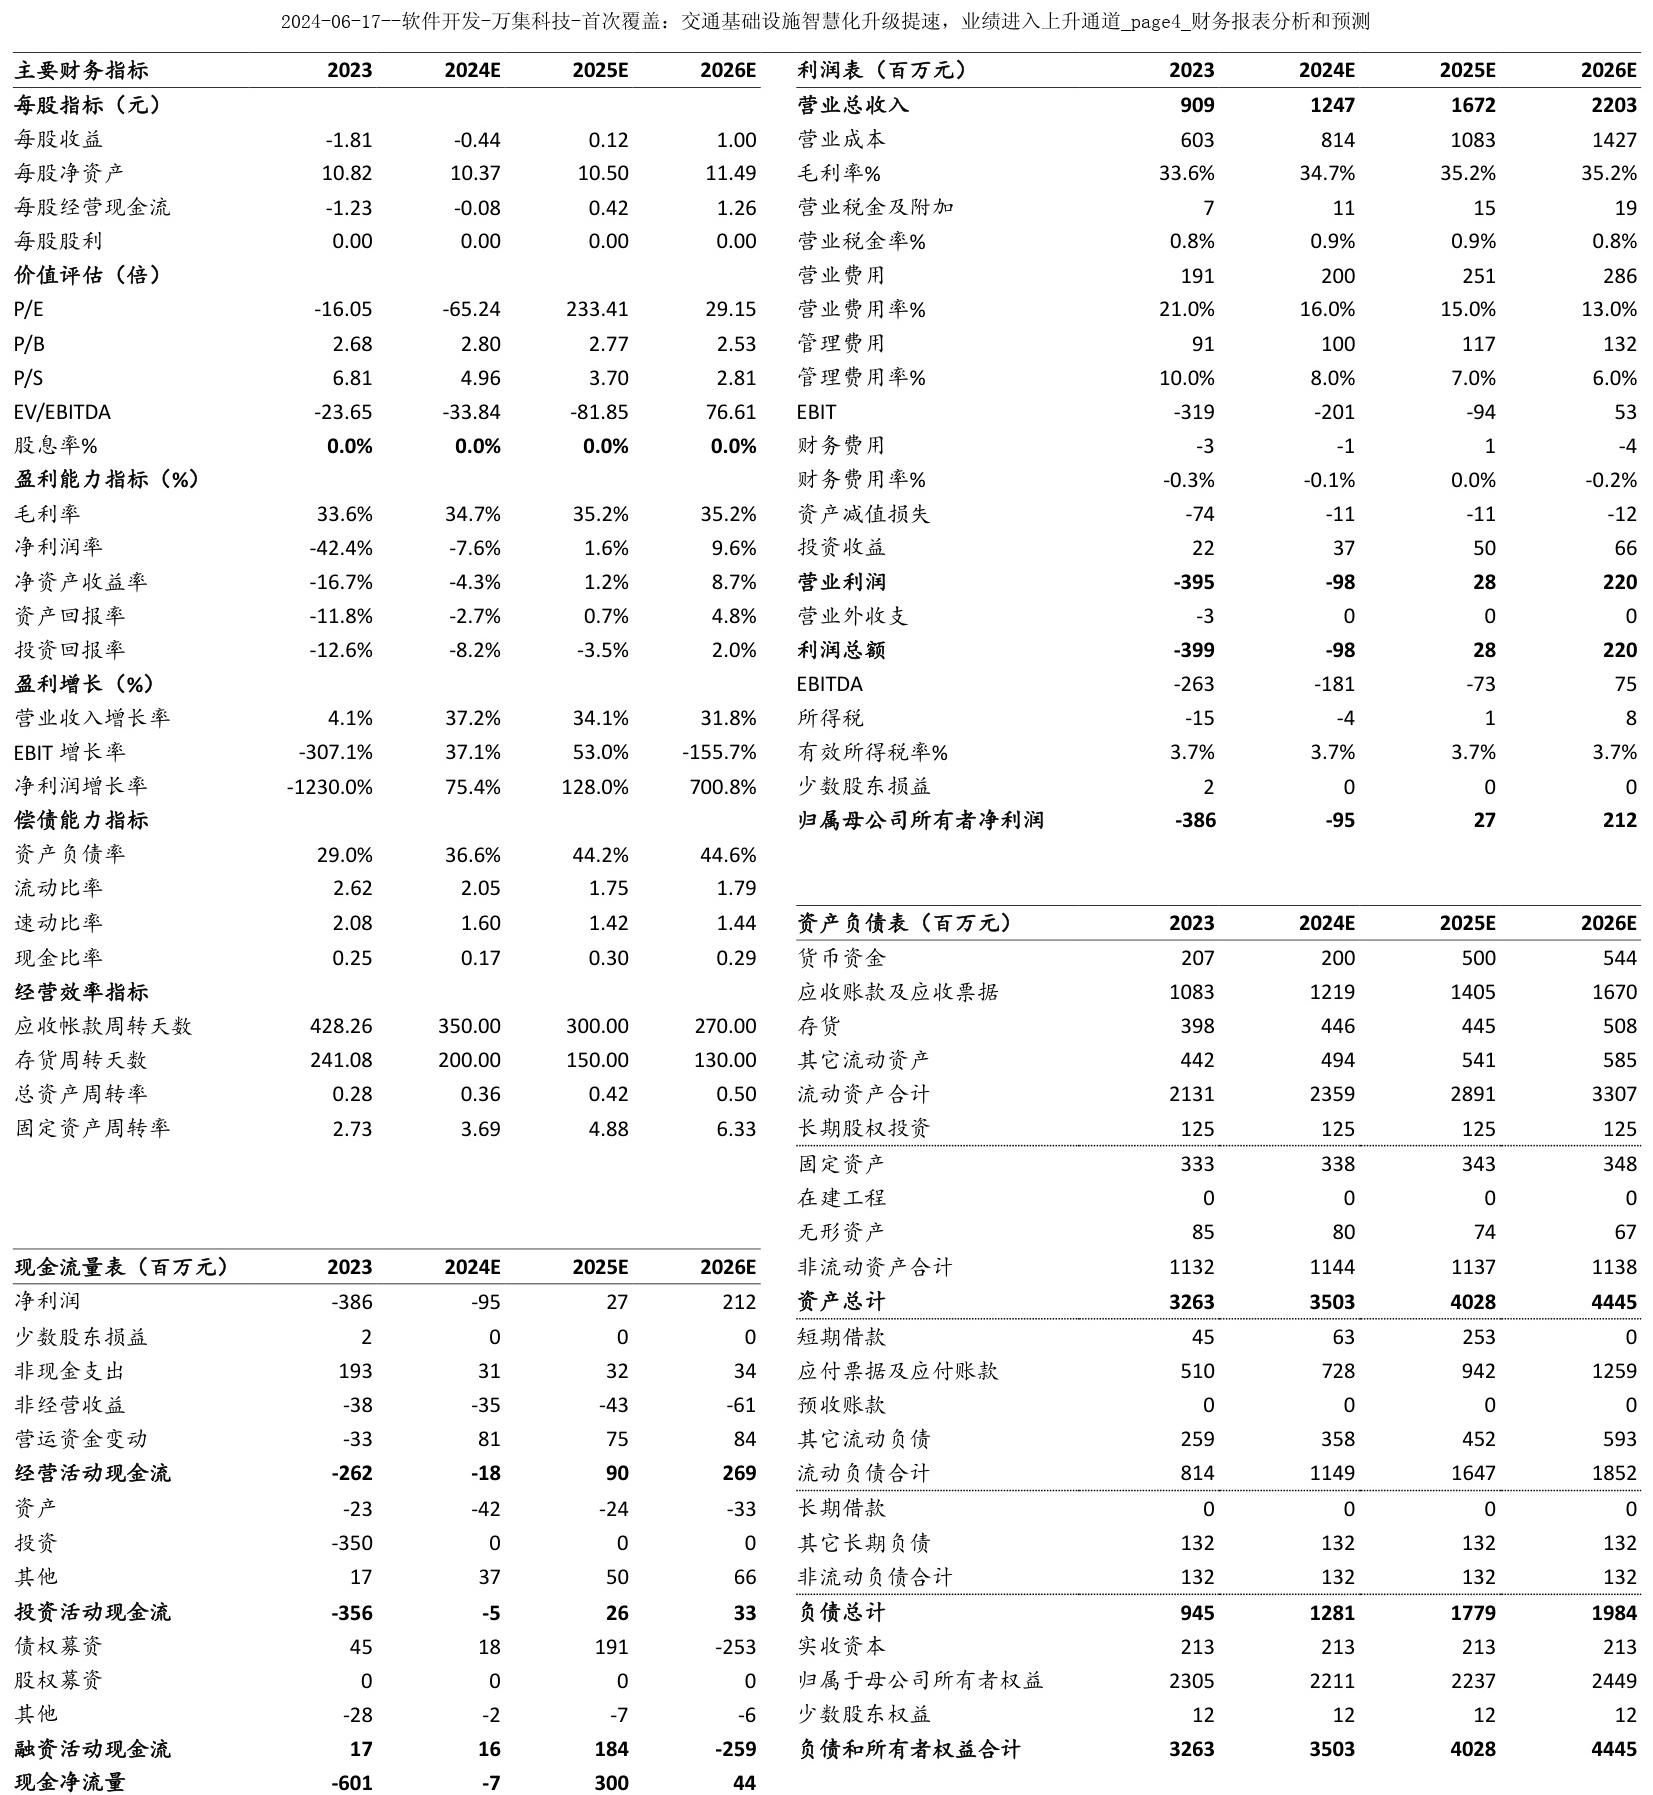 2024-06-17--软件开发-万集科技-首次覆盖：交通基础设施智慧化升级提速，业绩进入上升通道_page4_财务报表分析和预测
主要财务指标 2023 2024E 2025E 2026E
每股指标（元）
每股收益 -1.81 -0.44 0.12 1.00
每股净资产 10.82 10.37 10.50 11.49
每股经营现金流 -1.23 -0.08 0.42 1.26
每股股利 0.00 0.00 0.00 0.00
价值评估（倍）
P/E -16.05 -65.24 233.41 29.15
P/B 2.68 2.80 2.77 2.53
P/S 6.81 4.96 3.70 2.81
EV/EBITDA -23.65 -33.84 -81.85 76.61
股息率% 0.0% 0.0% 0.0% 0.0%
盈利能力指标（%）
毛利率 33.6% 34.7% 35.2% 35.2%
净利润率 -42.4% -7.6% 1.6% 9.6%
净资产收益率 -16.7% -4.3% 1.2% 8.7%
资产回报率 -11.8% -2.7% 0.7% 4.8%
投资回报率 -12.6% -8.2% -3.5% 2.0%
盈利增长（%）
营业收入增长率 4.1% 37.2% 34.1% 31.8%
EBIT 增长率 -307.1% 37.1% 53.0% -155.7%
净利润增长率 -1230.0% 75.4% 128.0% 700.8%
偿债能力指标
资产负债率 29.0% 36.6% 44.2% 44.6%
流动比率 2.62 2.05 1.75 1.79
速动比率 2.08 1.60 1.42 1.44
现金比率 0.25 0.17 0.30 0.29
经营效率指标
应收帐款周转天数 428.26 350.00 300.00 270.00
存货周转天数 241.08 200.00 150.00 130.00
总资产周转率 0.28 0.36 0.42 0.50
固定资产周转率 2.73 3.69 4.88 6.33
现金流量表（百万元） 2023 2024E 2025E 2026E
净利润 -386 -95 27 212
少数股东损益 2 0 0 0
非现金支出 193 31 32 34
非经营收益 -38 -35 -43 -61
营运资金变动 -33 81 75 84
经营活动现金流 -262 -18 90 269
资产 -23 -42 -24 -33
投资 -350 0 0 0
其他 17 37 50 66
投资活动现金流 -356 -5 26 33
债权募资 45 18 191 -253
股权募资 0 0 0 0
其他 -28 -2 -7 -6
融资活动现金流 17 16 184 -259
现金净流量 -601 -7 300 44
利润表（百万元） 2023 2024E 2025E 2026E
营业总收入 909 1247 1672 2203
营业成本 603 814 1083 1427
毛利率% 33.6% 34.7% 35.2% 35.2%
营业税金及附加 7 11 15 19
营业税金率% 0.8% 0.9% 0.9% 0.8%
营业费用 191 200 251 286
营业费用率% 21.0% 16.0% 15.0% 13.0%
管理费用 91 100 117 132
管理费用率% 10.0% 8.0% 7.0% 6.0%
EBIT -319 -201 -94 53
财务费用 -3 -1 1 -4
财务费用率% -0.3% -0.1% 0.0% -0.2%
资产减值损失 -74 -11 -11 -12
投资收益 22 37 50 66
营业利润 -395 -98 28 220
营业外收支 -3 0 0 0
利润总额 -399 -98 28 220
EBITDA -263 -181 -73 75
所得税 -15 -4 1 8
有效所得税率% 3.7% 3.7% 3.7% 3.7%
少数股东损益 2 0 0 0
归属母公司所有者净利润 -386 -95 27 212
资产负债表（百万元） 2023 2024E 2025E 2026E
货币资金 207 200 500 544
应收账款及应收票据 1083 1219 1405 1670
存货 398 446 445 508
其它流动资产 442 494 541 585
流动资产合计 2131 2359 2891 3307
长期股权投资 125 125 125 125
固定资产 333 338 343 348
在建工程 0 0 0 0
无形资产 85 80 74 67
非流动资产合计 1132 1144 1137 1138
资产总计 3263 3503 4028 4445
短期借款 45 63 253 0
应付票据及应付账款 510 728 942 1259
预收账款 0 0 0 0
其它流动负债 259 358 452 593
流动负债合计 814 1149 1647 1852
长期借款 0 0 0 0
其它长期负债 132 132 132 132
非流动负债合计 132 132 132 132
负债总计 945 1281 1779 1984
实收资本 213 213 213 213
归属于母公司所有者权益 2305 2211 2237 2449
少数股东权益 12 12 12 12
负债和所有者权益合计 3263 3503 4028 4445